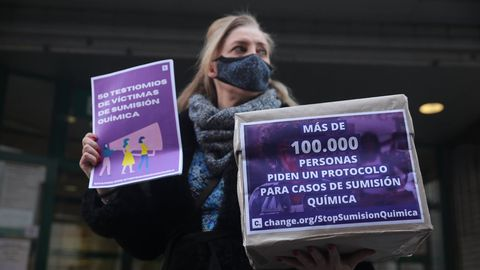 50 TESTIOMIOS
DE VÍCTIMAS
DE SUMISIÓN
QUÍMICA
MÁS DE
100.000
PERSONAS
PIDEN UN PROTOCOLO
PARA CASOS DE SUMISIÓN
QUÍMICA
C. change.org/StopSumisionQuimica